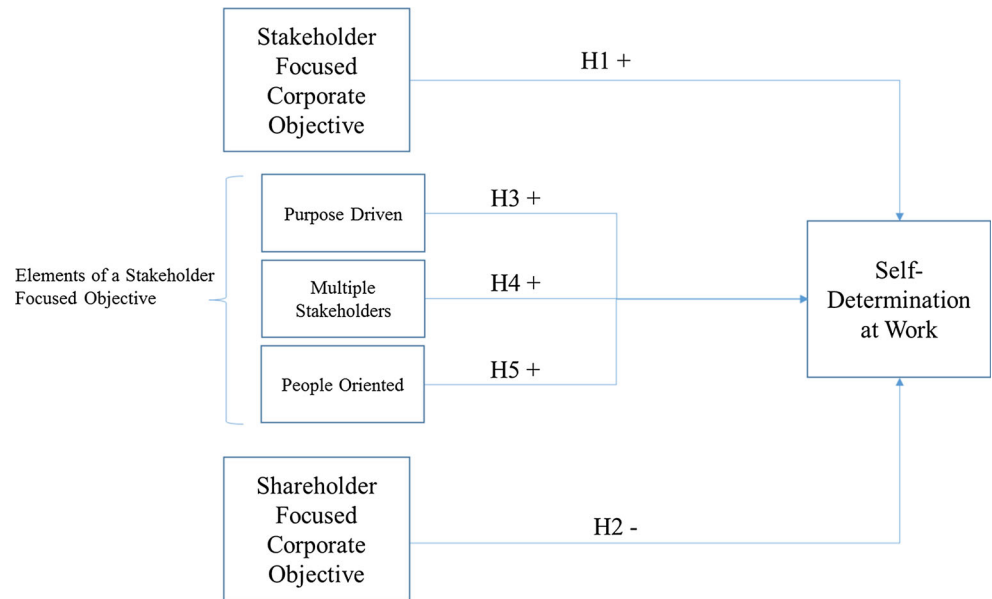 Stakeholder
Focused
Corporate
Objective
H1 +
Purpose Driven
H3 +
Elements of a Stakeholder
Focused Objective
Multiple
Stakeholders
H4 +
People Oriented
H5 +
Self-
Determination
at Work
Shareholder
Focused
Corporate
Objective
H2 -